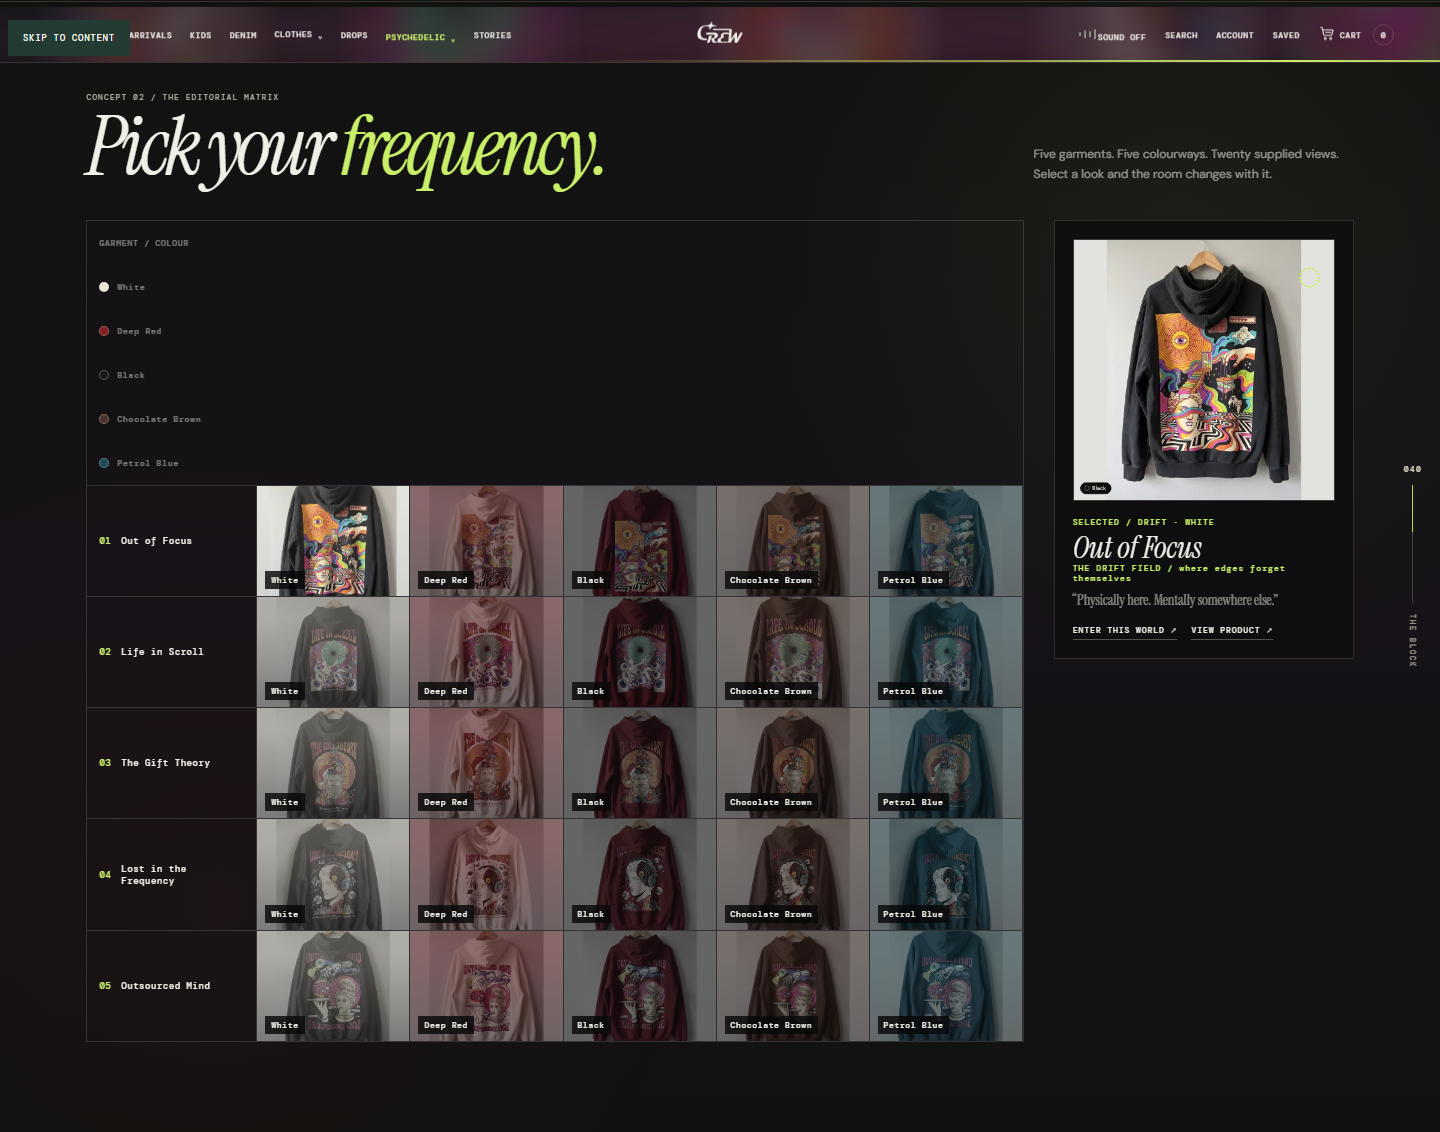 SKIP TO CONTENT
ARRIVALS
KIDS
DENIM
CLOTHES
DROPS
PSYCHEDELIC
STORIES
CREW
SOUND OFF
SEARCH
ACCOUNT
SAVED
CART
0
CONCEPT 02 / THE EDITORIAL MATRIX
Pick your frequency.
Five garments. Five colourways. Twenty supplied views.
Select a look and the room changes with it.
GARMENT / COLOUR
White
Deep Red
Black
Chocolate Brown
Petrol Blue
01 Out of Focus
White
Deep Red
Black
Chocolate Brown
Petrol Blue
02 Life in Scroll
White
Deep Red
Black
Chocolate Brown
Petrol Blue
03 The Gift Theory
White
Deep Red
Black
Chocolate Brown
Petrol Blue
04 Lost in the
Frequency
White
Deep Red
Black
Chocolate Brown
Petrol Blue
05 Outsourced Mind
White
Deep Red
Black
Chocolate Brown
Petrol Blue
Black
SELECTED / DRIFT - WHITE
Out of Focus
THE DRIFT FIELD / where edges forget
themselves
“Physically here. Mentally somewhere else.”
ENTER THIS WORLD ↗
VIEW PRODUCT ↗
040
THE BLOCK